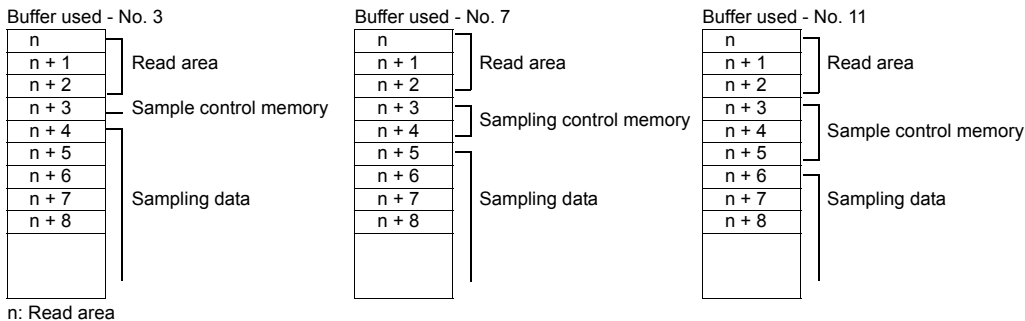 Buffer used - No. 3
n
n + 1
n + 2
n + 3
n + 4
n + 5
n + 6
n + 7
n + 8
Read area
Sample control memory
Sampling data
n: Read area
Buffer used - No. 7
n
n + 1
n + 2
n + 3
n + 4
n + 5
n + 6
n + 7
n + 8
Read area
Sampling control memory
Sampling data
Buffer used - No. 11
n
n + 1
n + 2
n + 3
n + 4
n + 5
n + 6
n + 7
n + 8
Read area
Sample control memory
Sampling data